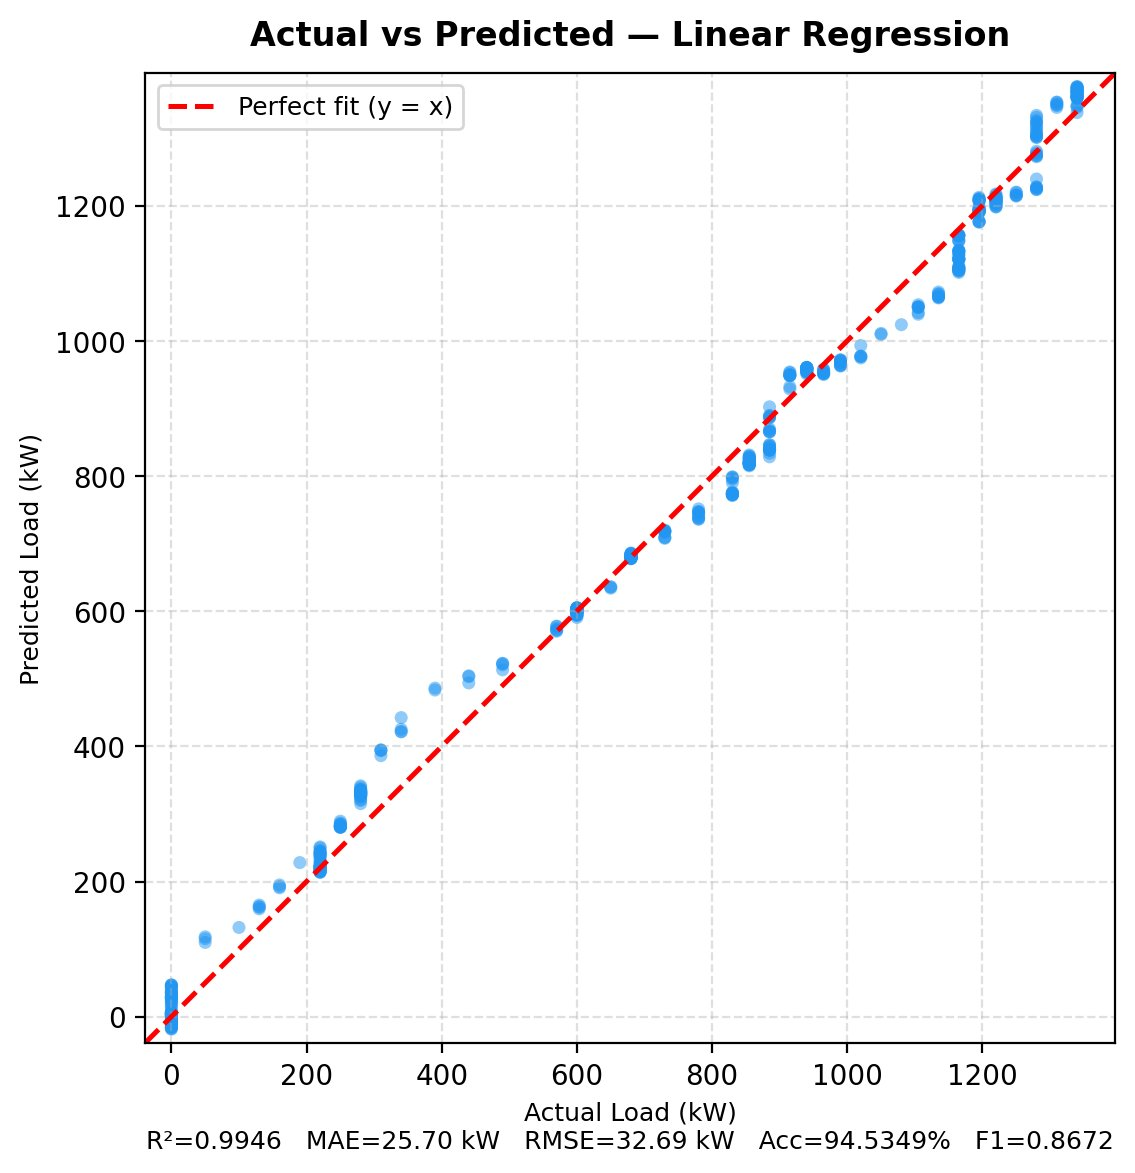 Actual vs Predicted — Linear Regression
Perfect fit (y = x)
Predicted Load (kW)
1200
1000
800
600
400
200
0
0 200 400 600 800 1000 1200
Actual Load (kW)
R²=0.9946 MAE=25.70 kW RMSE=32.69 kW Acc=94.5349% F1=0.8672